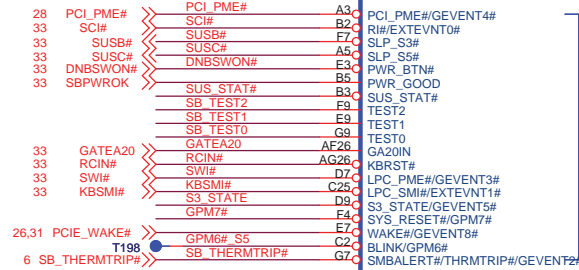 28 PCI_PME# PCI_PME# A3 PCI_PME#/GEVENT4#
33 SCI# SCI# B2 RI#/EXTEVNT0#
33 SUSB# SUSB# F7 SLP_S3#
33 SUSC# SUSC# A5 SLP_S5#
33 DNBSWON# DNBSWON# E3 PWR_BTN#
33 SBPWROK B5 PWR_GOOD
SUS_STAT# B3 SUS_STAT#
SB_TEST2 F9 TEST2
SB_TEST1 E9 TEST1
SB_TEST0 G9 TEST0
33 GATEA20 GATEA20 AF26 GA20IN
33 RCIN# RCIN# AG26 KBRST#
33 SWI# SWI# D7 LPC_PME#/GEVENT3#
33 KBSMI# KBSMI# C25 LPC_SMI#/EXTEVNT1#
S3_STATE D9 S3_STATE/GEVENT5#
GPM7# F4 SYS_RESET#/GPM7#
26,31 PCIE_WAKE# E7 WAKE#/GEVENT8#
T198 GPM6#_S5 C2 BLINK/GPM6#
6 SB_THERMTRIP# SB_THERMTRIP# G7 SMBALERT#/THRMTRIP#/GEVENT2#